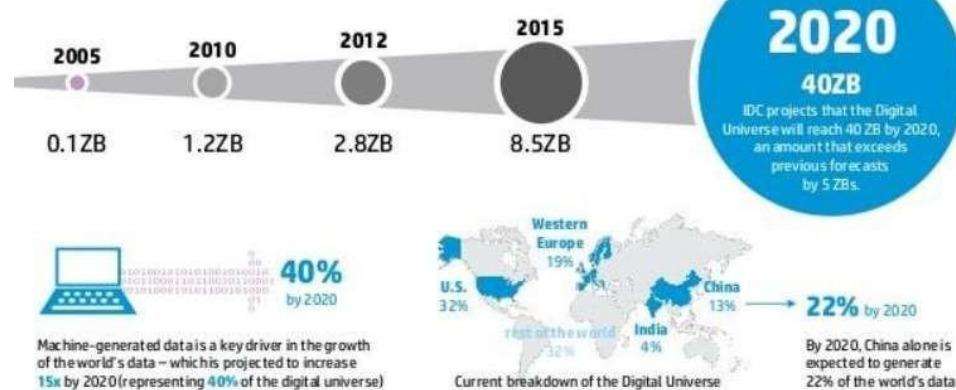 2005
2010
2012
2015
2020
0.1ZB
1.2ZB
2.8ZB
8.5ZB
40ZB
IDC projects that the Digital
Universe will reach 40 ZB by 2020,
an amount that exceeds
previous forecasts
by 5 ZBs.
40%
by 2020
Machine-generated data is a key driver in the growth
of the world's data – which is projected to increase
15x by 2020 (representing 40% of the digital universe)
Western
Europe
19%
U.S.
32%
China
13%
India
4%
rest of the world
32%
Current breakdown of the Digital Universe
22% by 2020
By 2020, China alone is
expected to generate
22% of the world's data